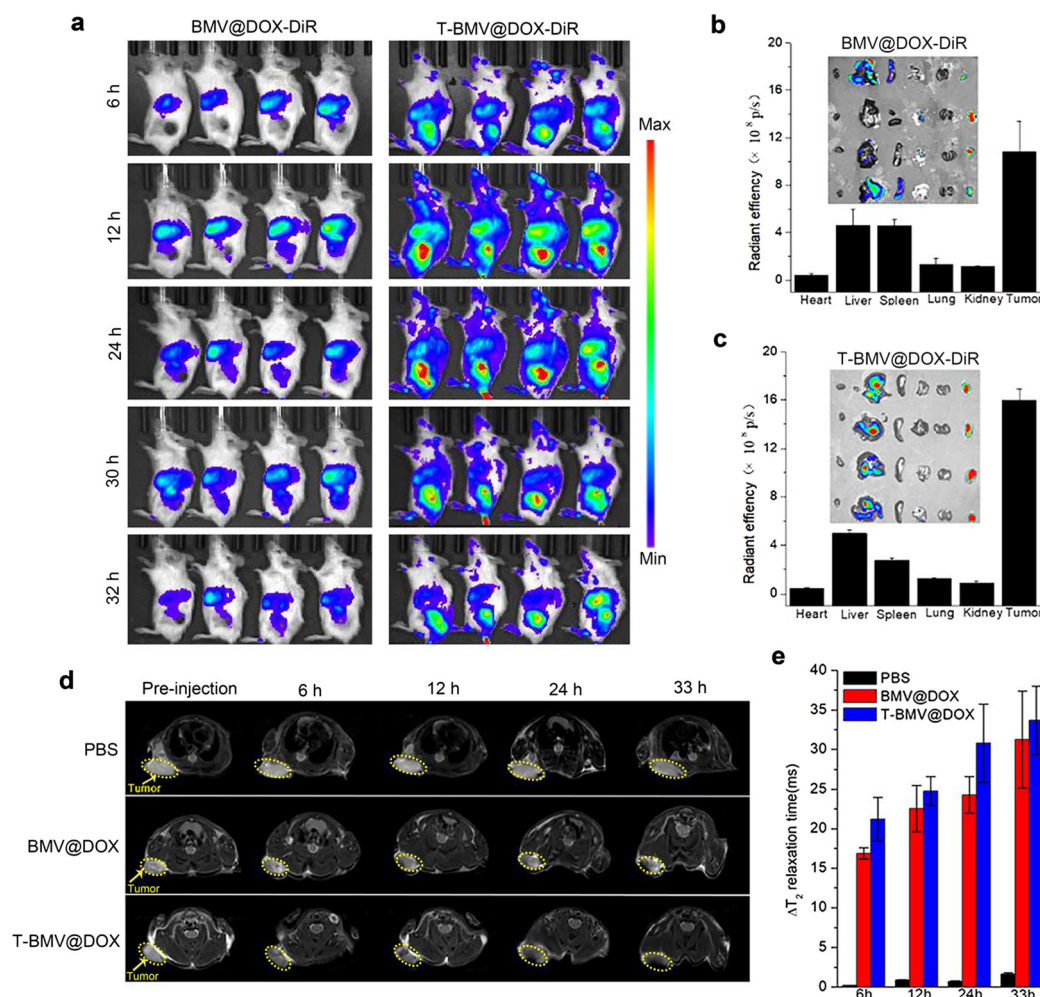 a
BMV@DOX-DiR
T-BMV@DOX-DiR
6 h
12 h
24 h
30 h
32 h
Max
Min
b
BMV@DOX-DiR
Radiant effiency (× 10⁸ p/s)
20
16
12
8
4
0
Heart Liver Spleen Lung Kidney Tumor
c
T-BMV@DOX-DiR
Radiant effiency (× 10⁸ p/s)
20
16
12
8
4
0
Heart Liver Spleen Lung Kidney Tumor
d
Pre-injection 6 h 12 h 24 h 33 h
PBS
Tumor
BMV@DOX
Tumor
T-BMV@DOX
Tumor
e
PBS
BMV@DOX
T-BMV@DOX
ΔT₂ relaxation time(ms)
40
35
30
25
20
15
10
5
0
6h 12h 24h 33h